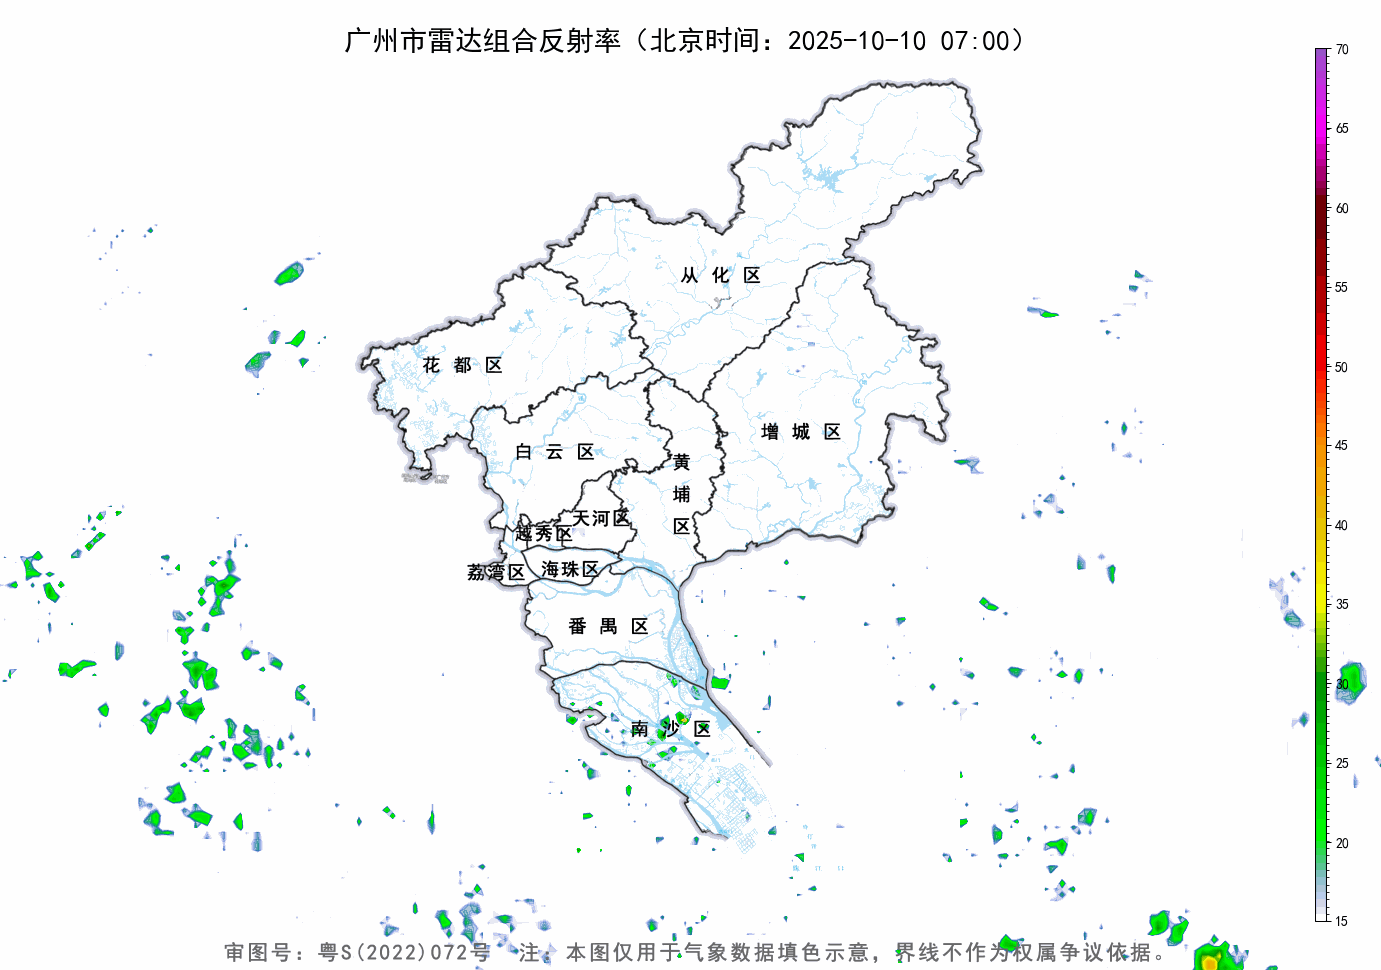 广州市雷达组合反射率（北京时间：2025-10-10 07:00）
70
65
60
55
50
45
40
35
30
25
20
15
从化区
花都区
增城区
白云区
黄埔区
天河区
越秀区
荔湾区
海珠区
番禺区
南沙区
审图号：粤S(2022)072号 注：本图仅用于气象数据填色示意，界线不作为权属争议依据。